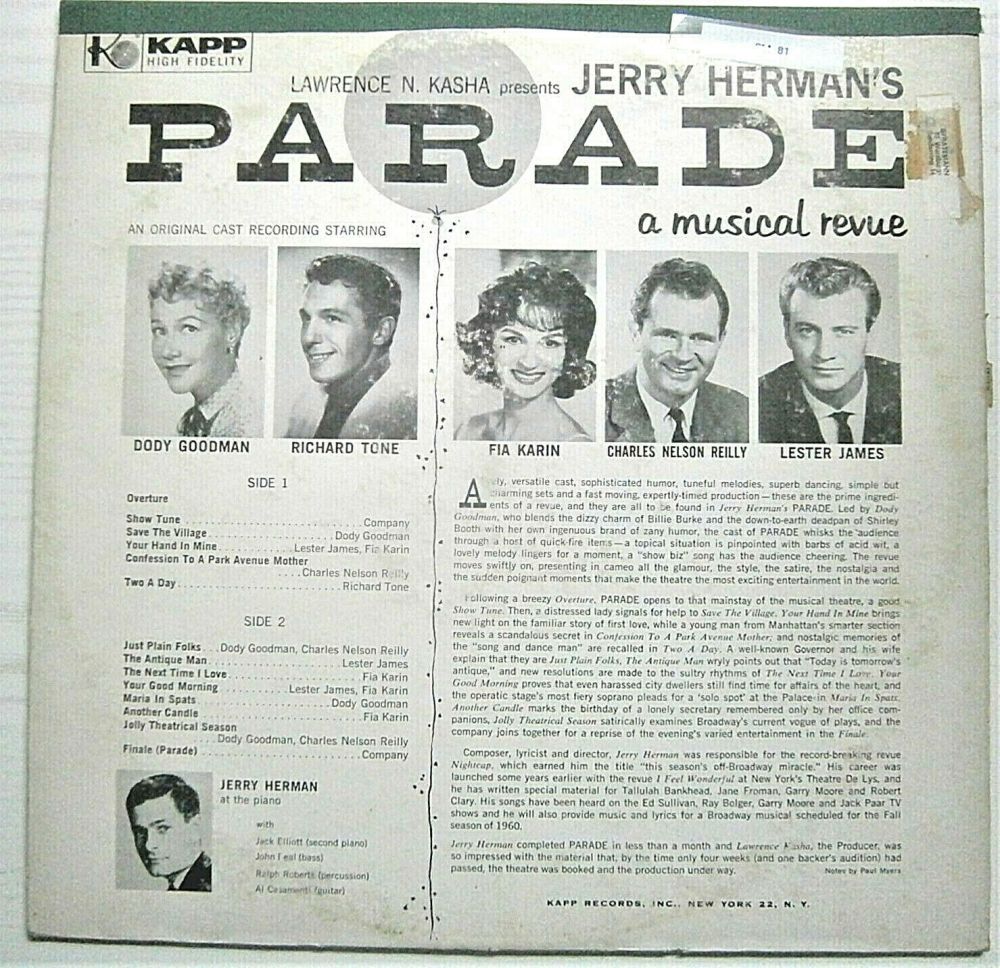 KAPP
HIGH FIDELITY
81
LAWRENCE N. KASHA presents JERRY HERMAN'S
PARADE
a musical revue
AN ORIGINAL CAST RECORDING STARRING
DODY GOODMAN
RICHARD TONE
FIA KARIN
CHARLES NELSON REILLY
LESTER JAMES
SIDE 1
Overture
Show Tune . . . . Company
Save The Village . . . . Dody Goodman
Your Hand In Mine . . . . Lester James, Fia Karin
Confession To A Park Avenue Mother
. . . . Charles Nelson Reilly
Two A Day . . . . Richard Tone
SIDE 2
Just Plain Folks . . . Dody Goodman, Charles Nelson Reilly
The Antique Man . . . . Lester James
The Next Time I Love . . . . Fia Karin
Your Good Morning . . . . Lester James, Fia Karin
Maria In Spats . . . . Dody Goodman
Another Candle . . . . Fia Karin
Jolly Theatrical Season
. . . . Dody Goodman, Charles Nelson Reilly
Finale (Parade) . . . . Company
JERRY HERMAN
at the piano
with
Jack Elliott (second piano)
John (bass)
Ralph Roberts (percussion)
Al (guitar)
A versatile cast, sophisticated humor, tuneful melodies, superb dancing, simple but
charming sets and a fast moving, expertly-timed production—these are the prime ingredi-
ents of a revue, and they are all to be found in Jerry Herman's PARADE. Led by Dody
Goodman, who blends the dizzy charm of Billie Burke and the down-to-earth deadpan of Shirley
Booth with her own ingenuous brand of zany humor, the cast of PARADE whisks the audience
through a host of quick-fire items—a topical situation is pinpointed with barbs of acid wit, a
lovely melody lingers for a moment, a "show biz" song has the audience cheering. The revue
moves swiftly on, presenting in cameo all the glamour, the style, the satire, the nostalgia and
the sudden poignant moments that make the theatre the most exciting entertainment in the world.
Following a breezy Overture, PARADE opens to that mainstay of the musical theatre, a good
Show Tune. Then, a distressed lady signals for help to Save The Village. Your Hand In Mine brings
new light on the familiar story of first love, while a young man from Manhattan's smarter section
reveals a scandalous secret in Confession To A Park Avenue Mother; and nostalgic memories of
the "song and dance man" are recalled in Two A Day. A well-known Governor and his wife
explain that they are Just Plain Folks, The Antique Man wryly points out that "Today is tomorrow's
antique," and new resolutions are made to the sultry rhythms of The Next Time I Love. Your
Good Morning proves that even harassed city dwellers still find time for affairs of the heart, and
the operatic stage's most fiery soprano pleads for a 'solo spot' at the Palace—in Maria In Spats.
Another Candle marks the birthday of a lonely secretary remembered only by her office com-
panions, Jolly Theatrical Season satirically examines Broadway's current vogue of plays, and the
company joins together for a reprise of the evening's varied entertainment in the Finale.
Composer, lyricist and director, Jerry Herman was responsible for the record-breaking revue
Nightcap, which earned him the title "this season's off-Broadway miracle." His career was
launched some years earlier with the revue I Feel Wonderful at New York's Theatre De Lys, and
he has written special material for Tallulah Bankhead, Jane Froman, Garry Moore and Robert
Clary. His songs have been heard on the Ed Sullivan, Ray Bolger, Garry Moore and Jack Paar TV
shows and he will also provide music and lyrics for a Broadway musical scheduled for the Fall
season of 1960.
Jerry Herman completed PARADE in less than a month and Lawrence Kasha, the Producer, was
so impressed with the material that, by the time only four weeks (and one backer's audition) had
passed, the theatre was booked and the production under way.
Notes by Paul Myers
KAPP RECORDS, INC., NEW YORK 22, N. Y.